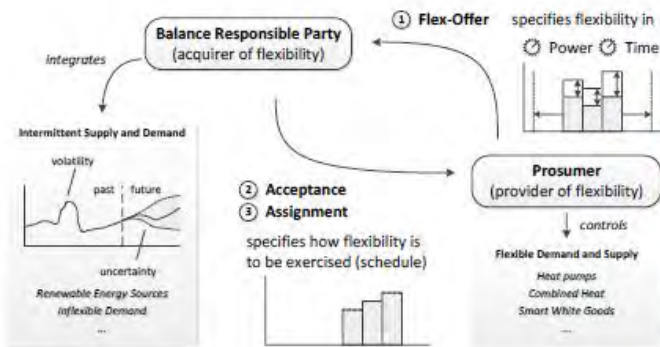 ① Flex-Offer
specifies flexibility in
Power Time
Balance Responsible Party
(acquirer of flexibility)
integrates
Intermittent Supply and Demand
volatility
past future
uncertainty
Renewable Energy Sources
Inflexible Demand
...
② Acceptance
③ Assignment
specifies how flexibility is
to be exercised (schedule)
Prosumer
(provider of flexibility)
controls
Flexible Demand and Supply
Heat pumps
Combined Heat
Smart White Goods
...